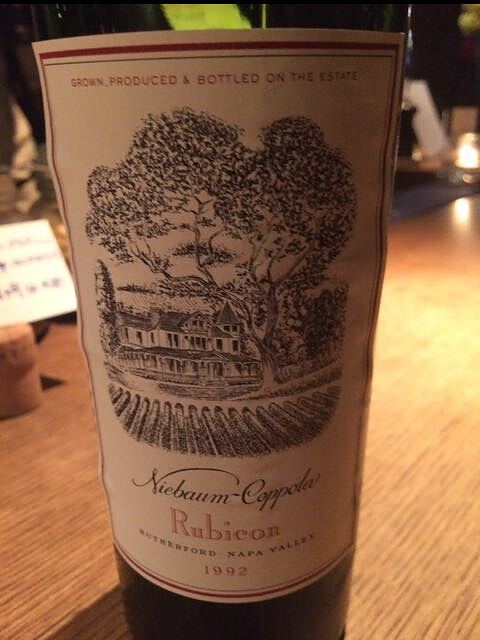 GROWN, PRODUCED & BOTTLED ON THE ESTATE
Niebaum-Coppola
Rubicon
RUTHERFORD · NAPA VALLEY
1992